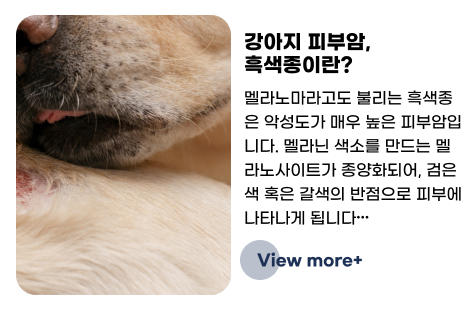 강아지 피부암,
흑색종이란?
멜라노마라고도 불리는 흑색종
은 악성도가 매우 높은 피부암입
니다. 멜라닌 색소를 만드는 멜
라노사이트가 종양화되어, 검은
색 혹은 갈색의 반점으로 피부에
나타나게 됩니다···
View more+